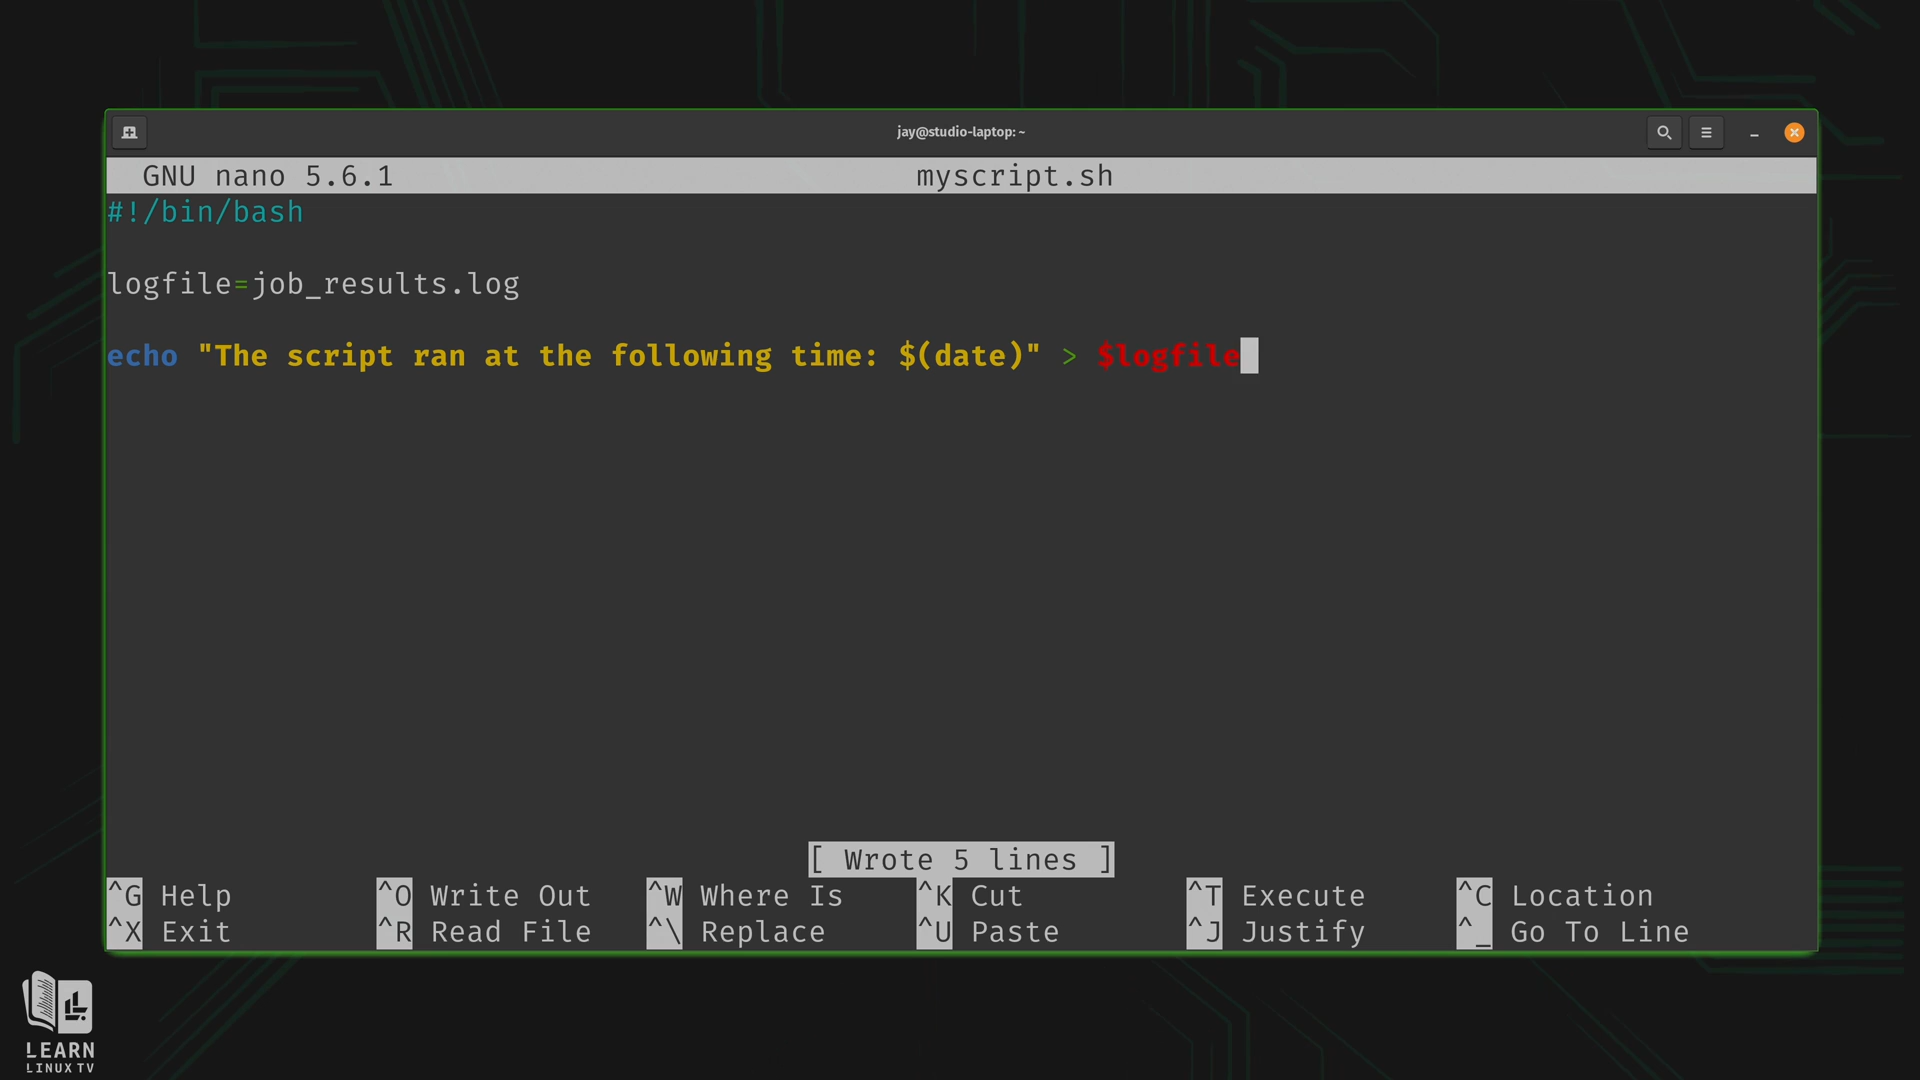 jay@studio-laptop: ~
GNU nano 5.6.1 myscript.sh
#!/bin/bash
logfile=job_results.log
echo "The script ran at the following time: $(date)" > $logfile
[ Wrote 5 lines ]
^G Help ^O Write Out ^W Where Is ^K Cut ^T Execute ^C Location
^X Exit ^R Read File ^\ Replace ^U Paste ^J Justify ^_ Go To Line
LEARN
LINUX TV